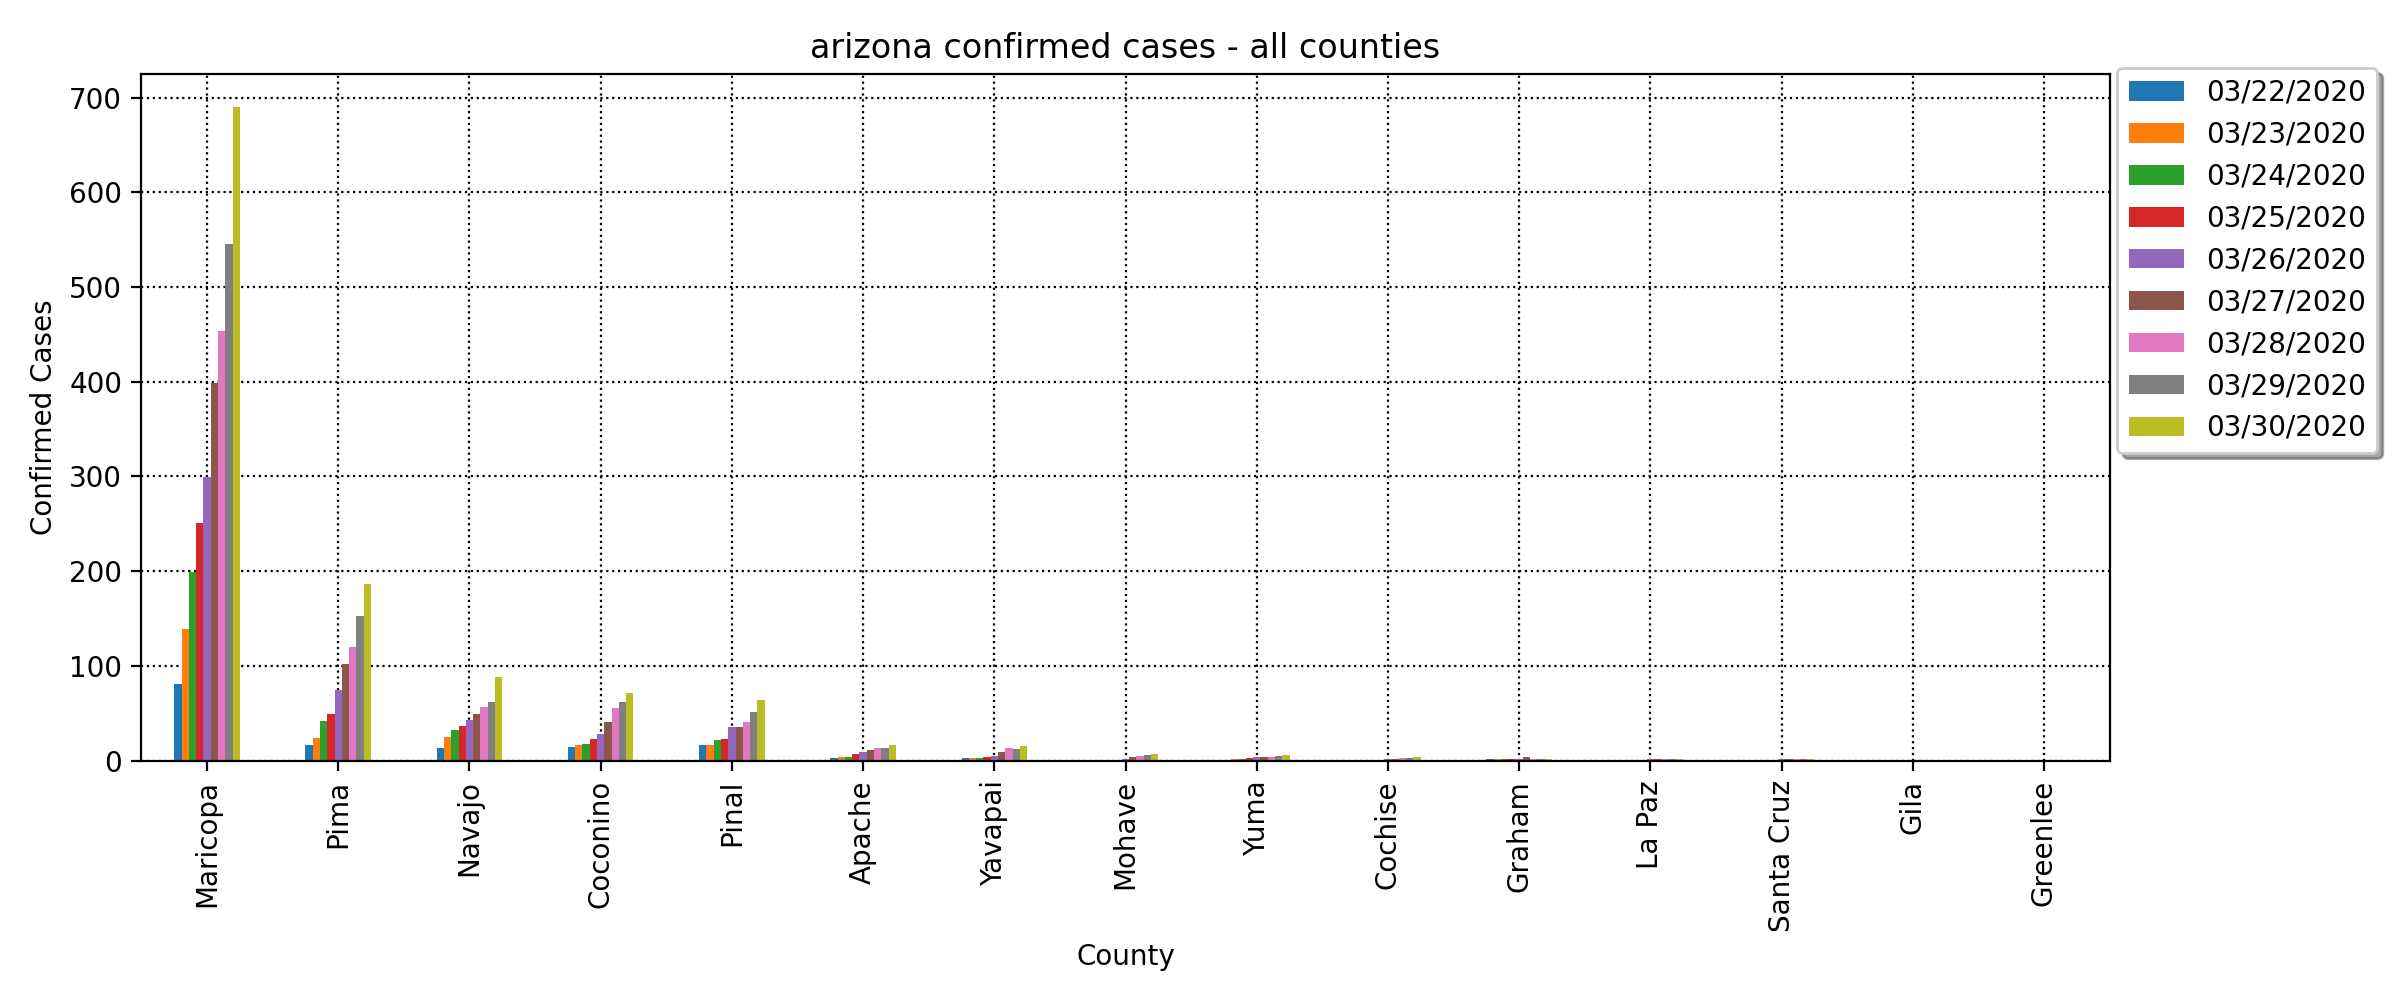 arizona confirmed cases - all counties
700
600
500
400
300
200
100
0
Confirmed Cases
Maricopa
Pima
Navajo
Coconino
Pinal
Apache
Yavapai
Mohave
Yuma
Cochise
Graham
La Paz
Santa Cruz
Gila
Greenlee
County
03/22/2020
03/23/2020
03/24/2020
03/25/2020
03/26/2020
03/27/2020
03/28/2020
03/29/2020
03/30/2020